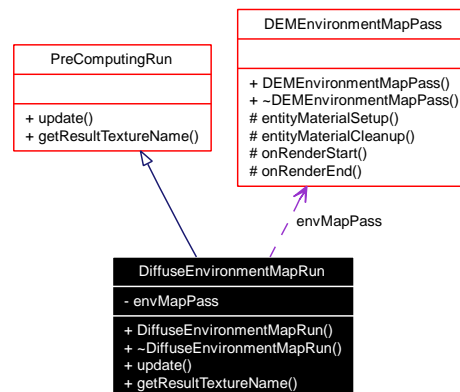 DEMEnvironmentMapPass
+ DEMEnvironmentMapPass()
+ ~DEMEnvironmentMapPass()
# entityMaterialSetup()
# entityMaterialCleanup()
# onRenderStart()
# onRenderEnd()
PreComputingRun
+ update()
+ getResultTextureName()
envMapPass
DiffuseEnvironmentMapRun
- envMapPass
+ DiffuseEnvironmentMapRun()
+ ~DiffuseEnvironmentMapRun()
+ update()
+ getResultTextureName()